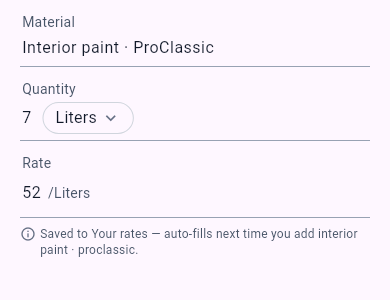 Material
Interior paint · ProClassic
Quantity
7 Liters
Rate
52 /Liters
Saved to Your rates — auto-fills next time you add interior
paint · proclassic.